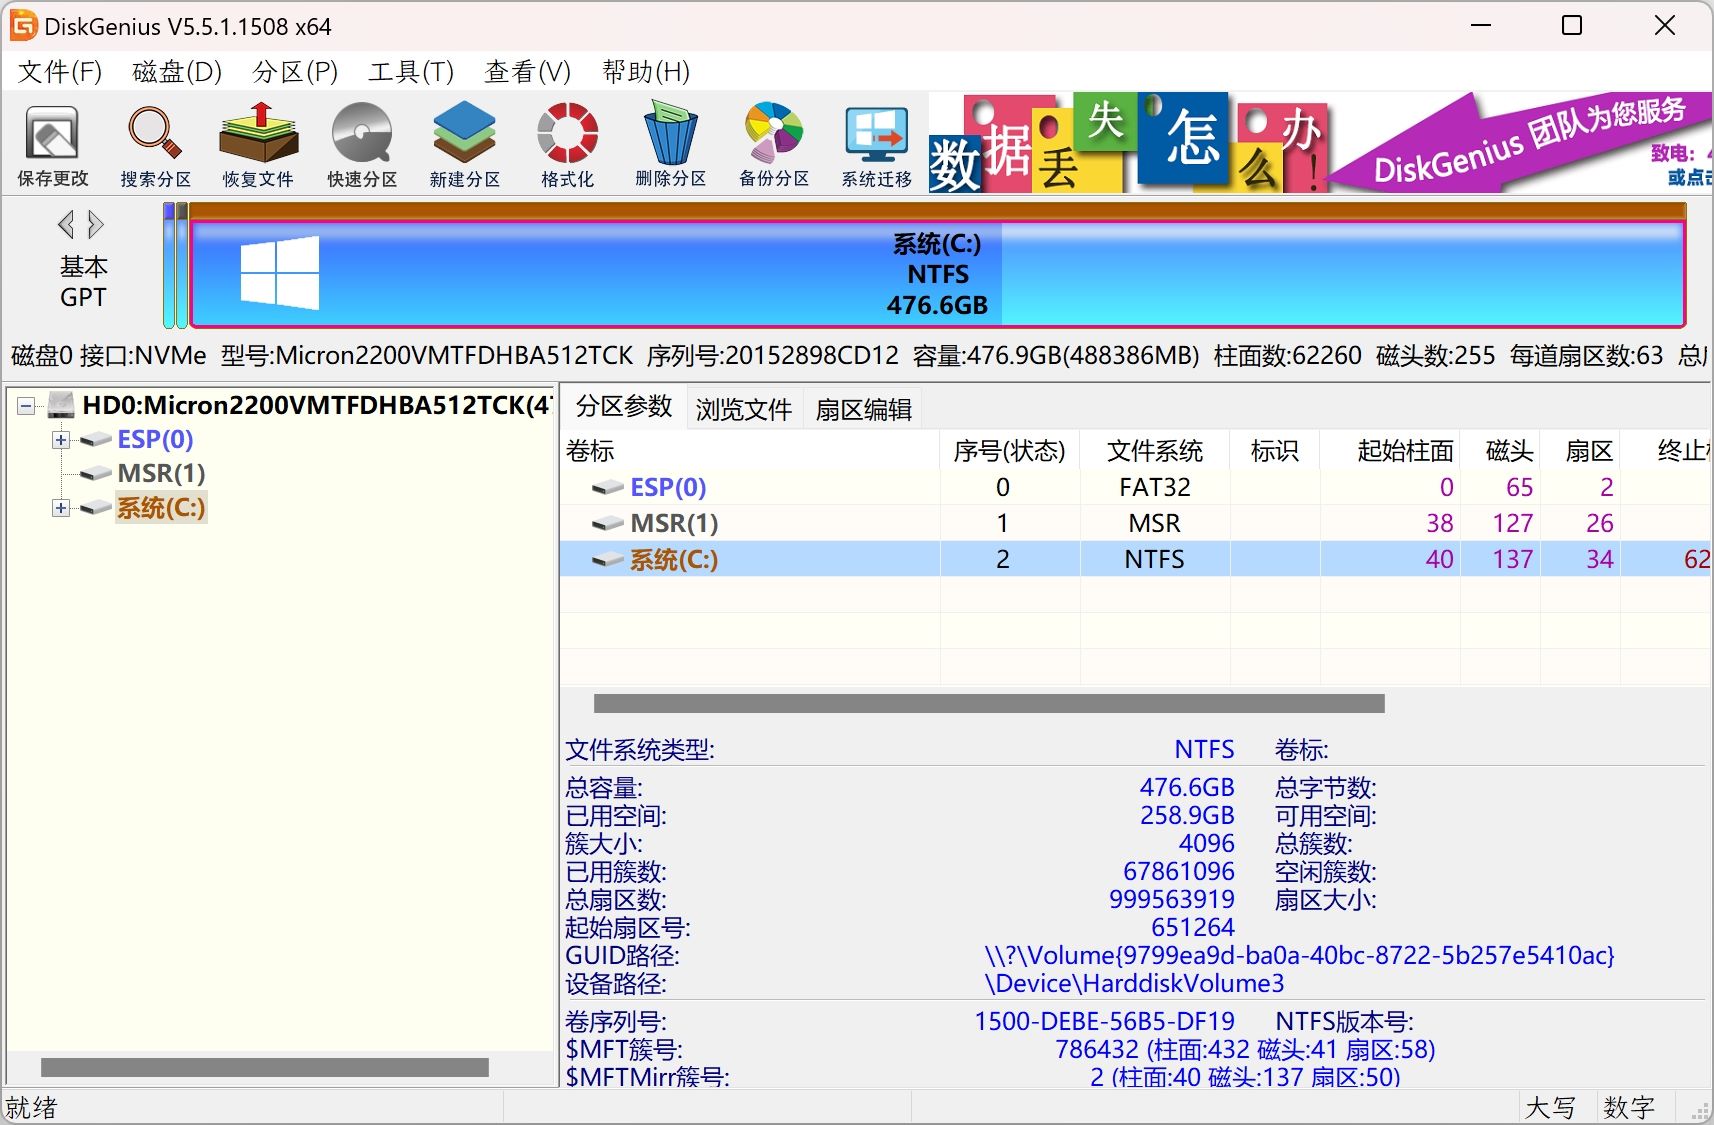 DiskGenius V5.5.1.1508 x64
文件(F) 磁盘(D) 分区(P) 工具(T) 查看(V) 帮助(H)
保存更改 搜索分区 恢复文件 快速分区 新建分区 格式化 删除分区 备份分区 系统迁移
数据丢失怎么办!
DiskGenius 团队为您服务
致电:
或点击
基本
GPT
系统(C:)
NTFS
476.6GB
磁盘0 接口:NVMe 型号:Micron2200VMTFDHBA512TCK 序列号:20152898CD12 容量:476.9GB(488386MB) 柱面数:62260 磁头数:255 每道扇区数:63 总
HD0:Micron2200VMTFDHBA512TCK(47
ESP(0)
MSR(1)
系统(C:)
分区参数 浏览文件 扇区编辑
卷标 序号(状态) 文件系统 标识 起始柱面 磁头 扇区 终止
ESP(0) 0 FAT32 0 65 2
MSR(1) 1 MSR 38 127 26
系统(C:) 2 NTFS 40 137 34 62
文件系统类型: NTFS 卷标:
总容量: 476.6GB 总字节数:
已用空间: 258.9GB 可用空间:
簇大小: 4096 总簇数:
已用簇数: 67861096 空闲簇数:
总扇区数: 999563919 扇区大小:
起始扇区号: 651264
GUID路径: \\?\Volume{9799ea9d-ba0a-40bc-8722-5b257e5410ac}
设备路径: \Device\HarddiskVolume3
卷序列号: 1500-DEBE-56B5-DF19 NTFS版本号:
$MFT簇号: 786432 (柱面:432 磁头:41 扇区:58)
$MFTMirr簇号: 2 (柱面:40 磁头:137 扇区:50)
就绪 大写 数字